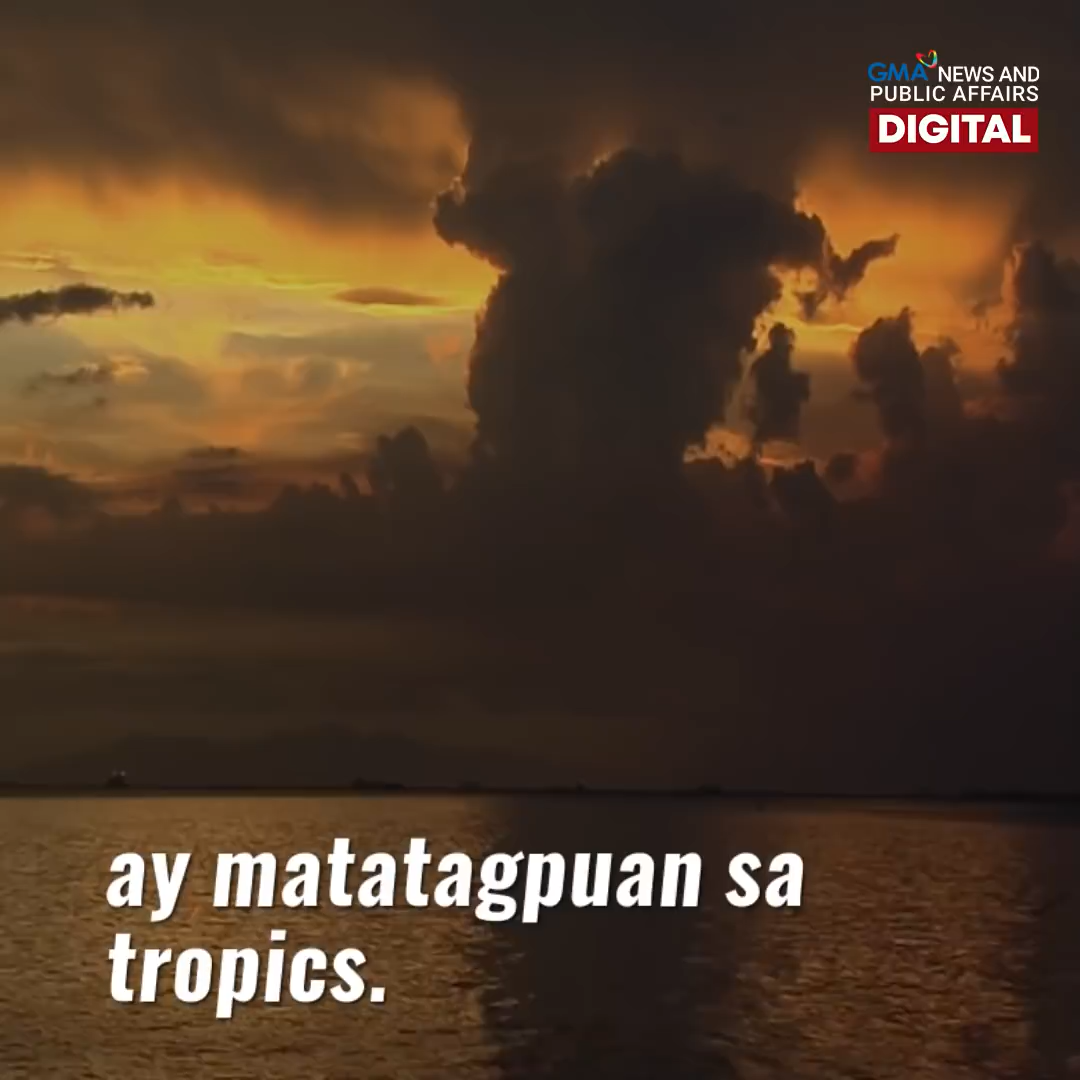 GMA NEWS AND
PUBLIC AFFAIRS
DIGITAL
ay matatagpuan sa
tropics.